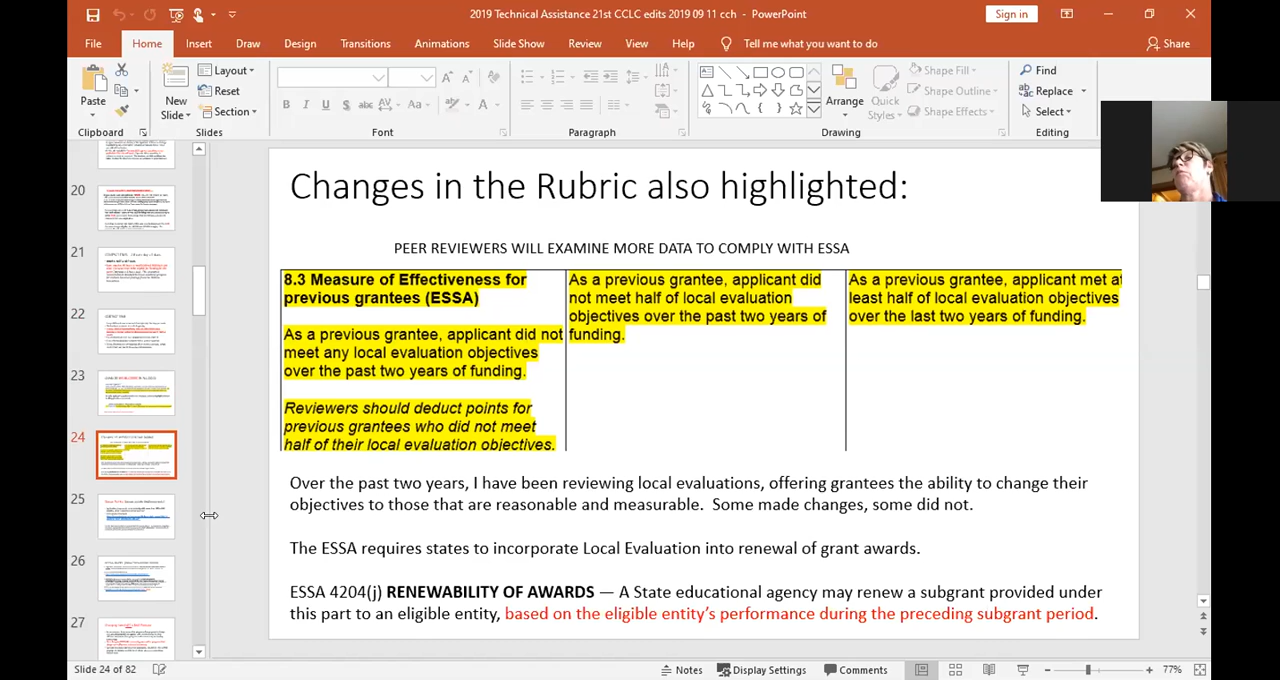 2019 Technical Assistance 21st CCLC edits 2019 09 11 cch - PowerPoint
Sign in
File Home Insert Draw Design Transitions Animations Slide Show Review View Help Tell me what you want to do Share
Paste
New
Slide
Layout
Reset
Section
B I U S abc AV Aa A
Arrange
Quick
Styles
Shape Fill
Shape Outline
Shape Effects
Find
Replace
Select
Clipboard Slides Font Paragraph Drawing Editing
20
21
22
23
24
25
26
27
Changes in the Rubric also highlighted:
PEER REVIEWERS WILL EXAMINE MORE DATA TO COMPLY WITH ESSA
8.3 Measure of Effectiveness for
previous grantees (ESSA)
As a previous grantee, applicant did not
meet any local evaluation objectives
over the past two years of funding.
Reviewers should deduct points for
previous grantees who did not meet
half of their local evaluation objectives.
As a previous grantee, applicant did
not meet half of local evaluation
objectives over the past two years of
funding.
As a previous grantee, applicant met at
least half of local evaluation objectives
over the last two years of funding.
Over the past two years, I have been reviewing local evaluations, offering grantees the ability to change their
objectives to those that are reasonable and measurable. Some made changes, some did not.
The ESSA requires states to incorporate Local Evaluation into renewal of grant awards.
ESSA 4204(j) RENEWABILITY OF AWARDS — A State educational agency may renew a subgrant provided under
this part to an eligible entity, based on the eligible entity's performance during the preceding subgrant period.
Slide 24 of 82
Notes Display Settings Comments 77%